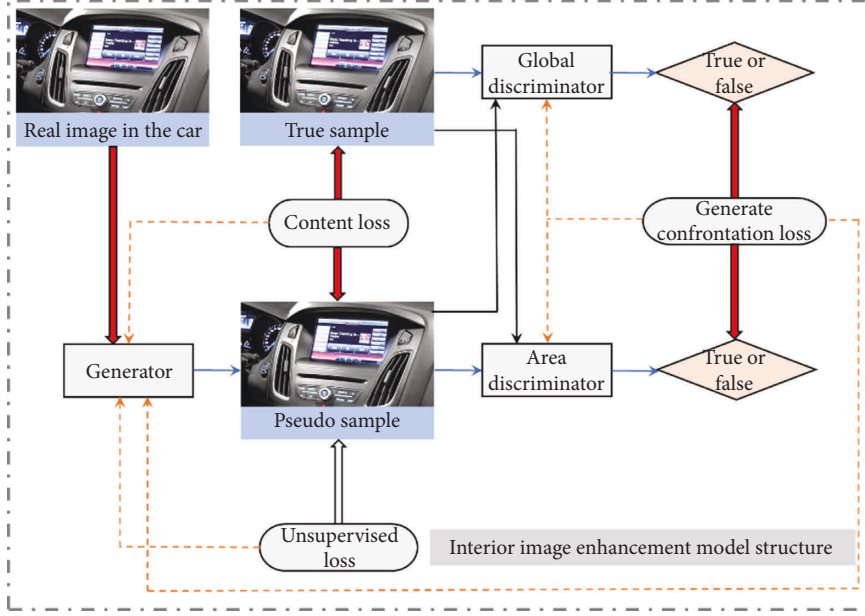 Real image in the car
True sample
Global
discriminator
True or
false
Content loss
Generate
confrontation loss
Generator
Pseudo sample
Area
discriminator
True or
false
Unsupervised
loss
Interior image enhancement model structure